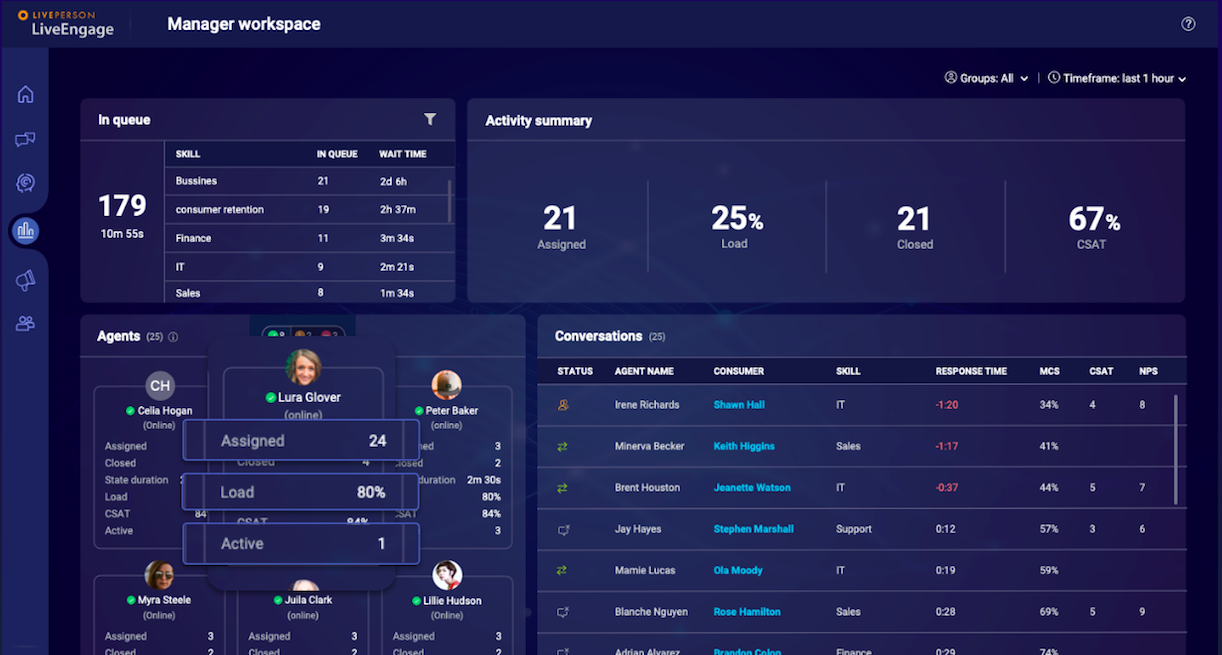 LIVEPERSON
LiveEngage
Manager workspace
Groups: All
Timeframe: last 1 hour
In queue
SKILL IN QUEUE WAIT TIME
179
10m 55s
Bussines 21 2d 6h
consumer retention 19 2h 37m
Finance 11 3m 34s
IT 9 2m 21s
Sales 8 1m 34s
Activity summary
21 25% 21 67%
Assigned Load Closed CSAT
Agents (25)
CH
Celia Hogan
(Online)
Assigned
Closed
State duration
Load
CSAT 84
Active
Lura Glover
(online)
Assigned 24
Closed 4
Load 80%
CSAT 84%
Active 1
Peter Baker
(online)
3
Closed 2
duration 2m 30s
80%
CSAT 84%
3
Myra Steele
(Online)
Assigned 3
Closed 2
Juila Clark
(online)
Assigned 3
Closed 2
Lillie Hudson
(Online)
Assigned 3
Closed 2
Conversations (25)
STATUS AGENT NAME CONSUMER SKILL RESPONSE TIME MCS CSAT NPS
Irene Richards Shawn Hall IT -1:20 34% 4 8
Minerva Becker Keith Higgins Sales -1:17 41%
Brent Houston Jeanette Watson IT -0:37 44% 5 7
Jay Hayes Stephen Marshall Support 0:12 57% 3 6
Mamie Lucas Ola Moody IT 0:19 59%
Blanche Nguyen Rose Hamilton Sales 0:28 69% 5 9
Adrian Alvarez Brandon Colon Finance 0:29 74%